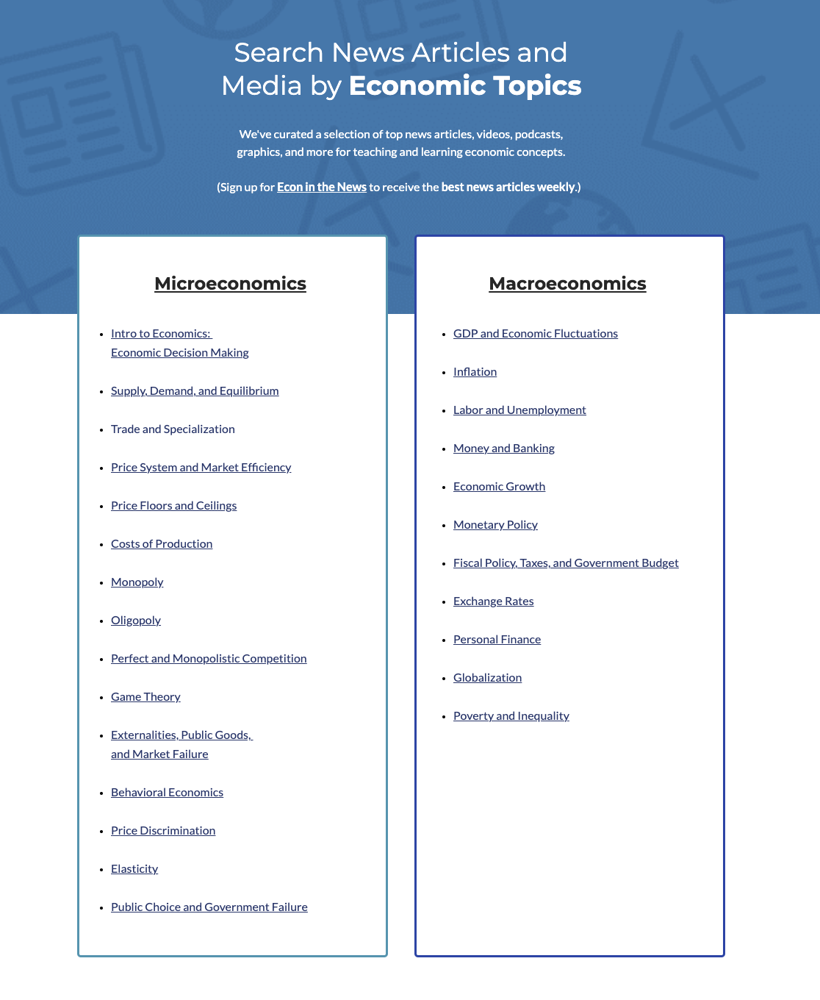 Search News Articles and
Media by Economic Topics
We've curated a selection of top news articles, videos, podcasts,
graphics, and more for teaching and learning economic concepts.
(Sign up for Econ in the News to receive the best news articles weekly.)
Microeconomics
Intro to Economics:
Economic Decision Making
Supply, Demand, and Equilibrium
Trade and Specialization
Price System and Market Efficiency
Price Floors and Ceilings
Costs of Production
Monopoly
Oligopoly
Perfect and Monopolistic Competition
Game Theory
Externalities, Public Goods,
and Market Failure
Behavioral Economics
Price Discrimination
Elasticity
Public Choice and Government Failure
Macroeconomics
GDP and Economic Fluctuations
Inflation
Labor and Unemployment
Money and Banking
Economic Growth
Monetary Policy
Fiscal Policy, Taxes, and Government Budget
Exchange Rates
Personal Finance
Globalization
Poverty and Inequality